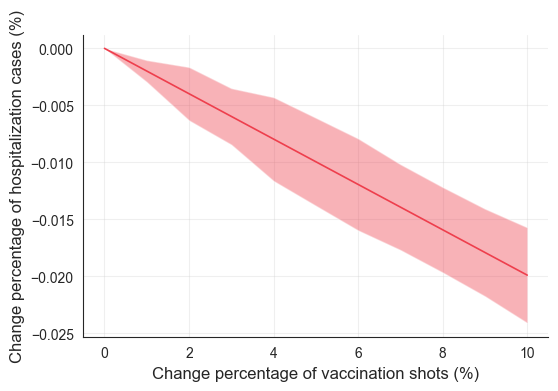 Change percentage of hospitalization cases (%)
0.000
−0.005
−0.010
−0.015
−0.020
−0.025
0 2 4 6 8 10
Change percentage of vaccination shots (%)